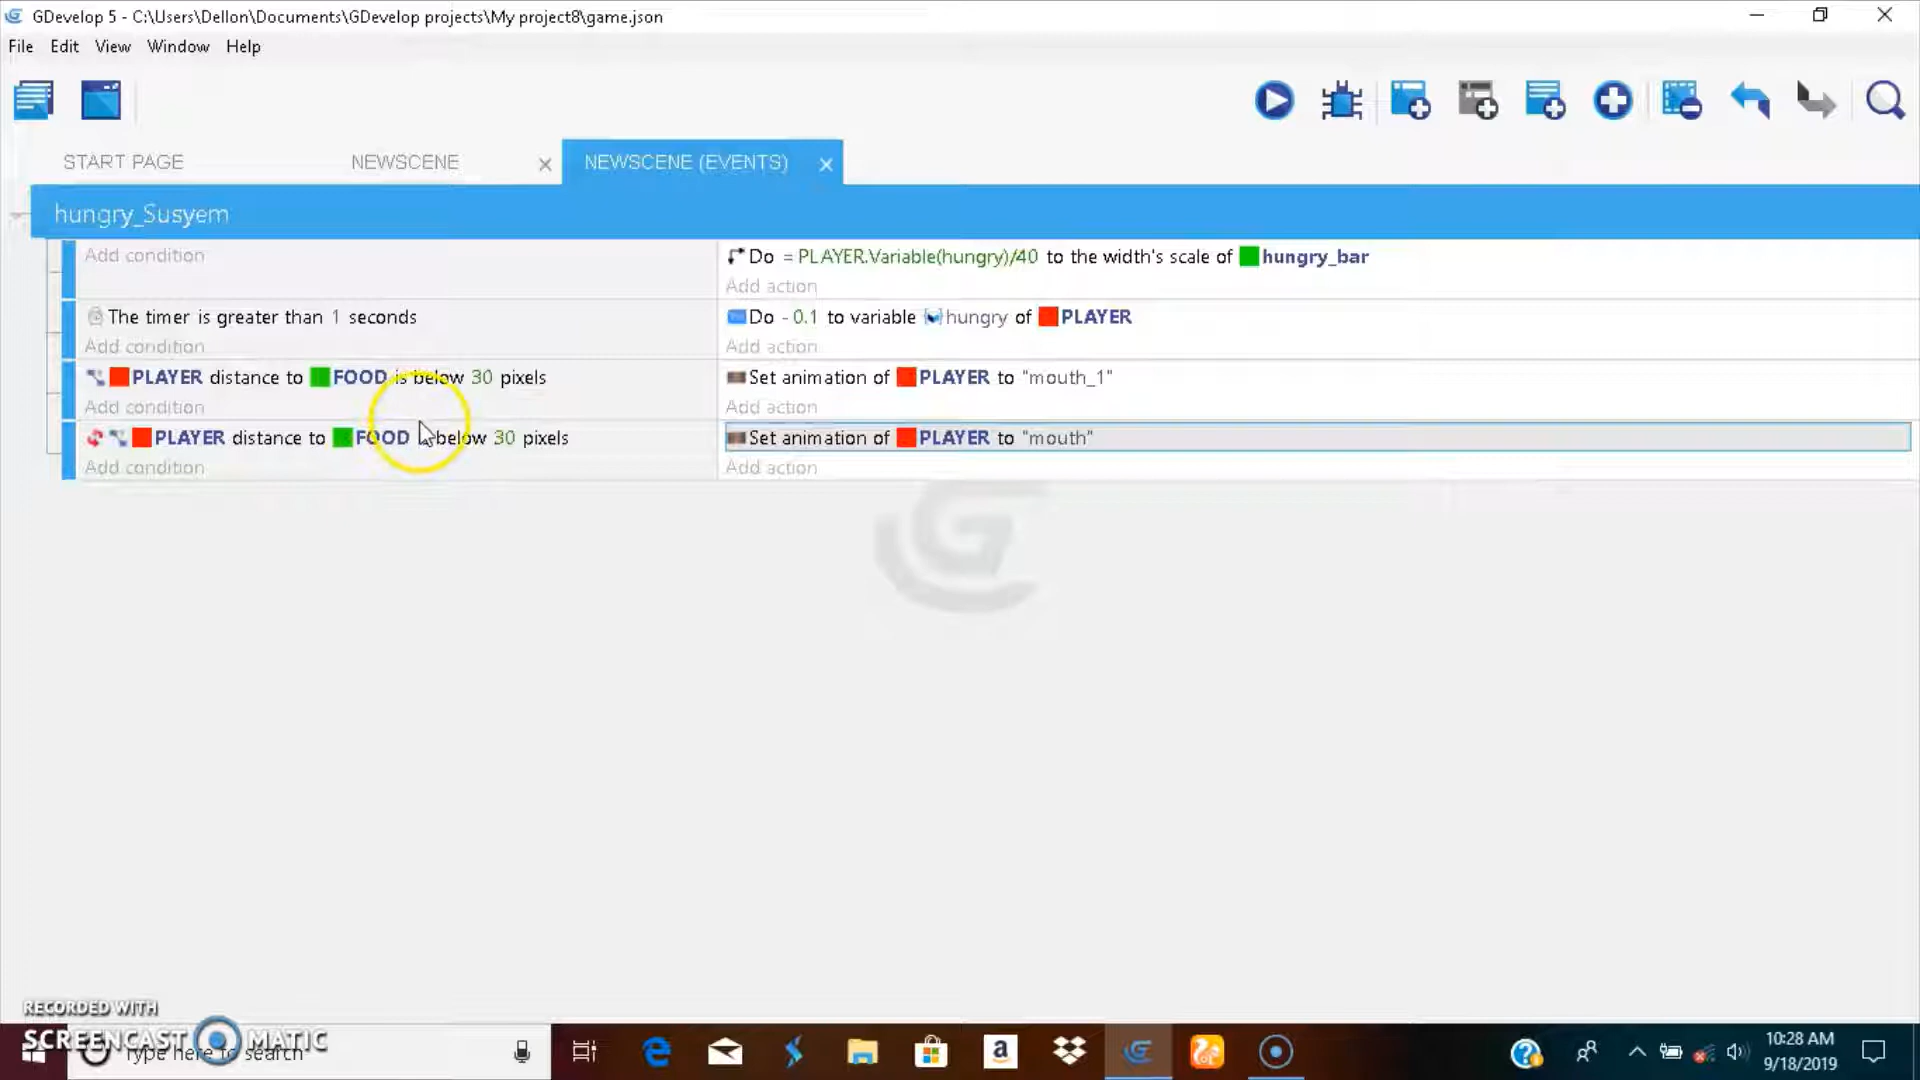 GDevelop 5 - C:\Users\Dellon\Documents\GDevelop projects\My project8\game.json
File Edit View Window Help
START PAGE NEWSCENE NEWSCENE (EVENTS)
hungry_Susyem
Add condition
Do = PLAYER.Variable(hungry)/40 to the width's scale of hungry_bar
Add action
The timer is greater than 1 seconds
Add condition
Do - 0.1 to variable hungry of PLAYER
Add action
PLAYER distance to FOOD is below 30 pixels
Add condition
Set animation of PLAYER to "mouth_1"
Add action
PLAYER distance to FOOD below 30 pixels
Add condition
Set animation of PLAYER to "mouth"
Add action
RECORDED WITH
SCREENCAST MATIC
Type here to search
10:28 AM
9/18/2019